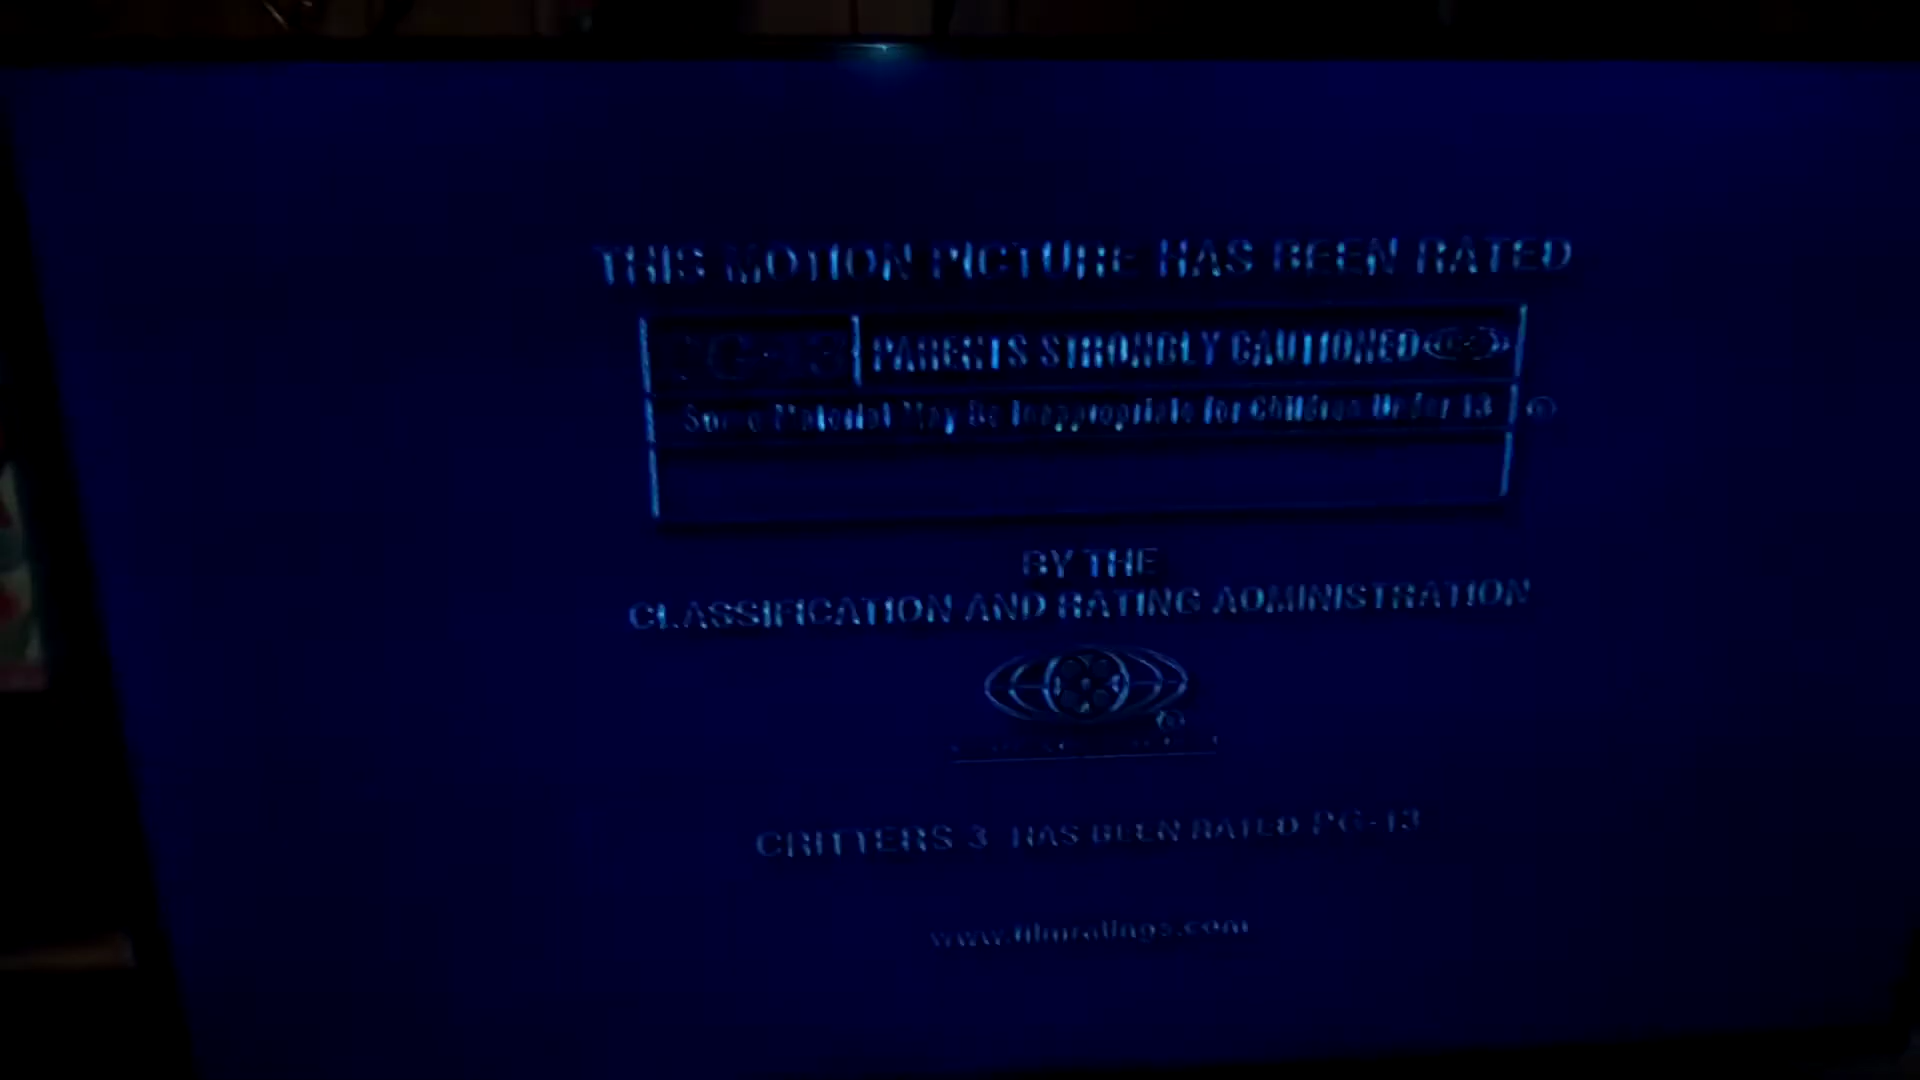 THIS MOTION PICTURE HAS BEEN RATED
PG-13 PARENTS STRONGLY CAUTIONED
Some Material May Be Inappropriate for Children Under 13 ®
BY THE
CLASSIFICATION AND RATING ADMINISTRATION
®
CRITTERS 3 HAS BEEN RATED PG-13
www.filmratings.com